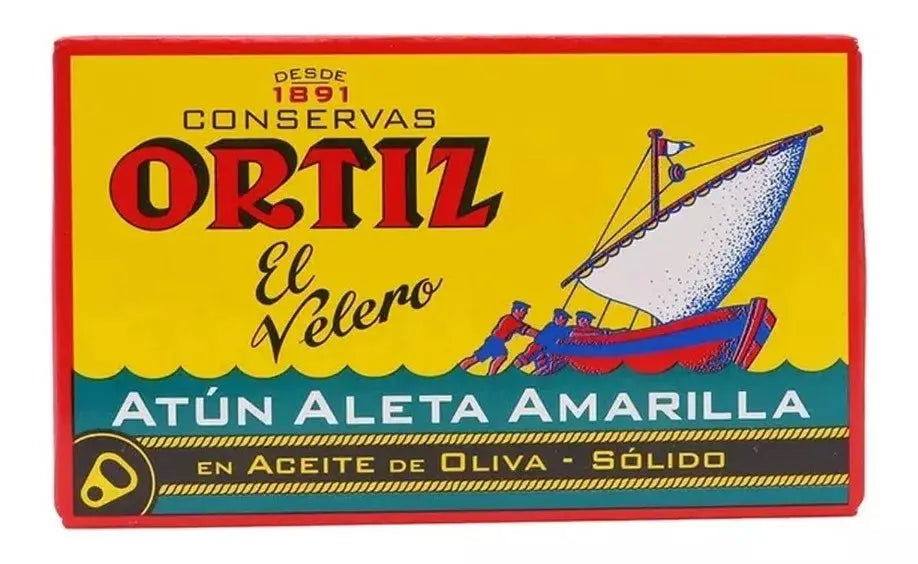 DESDE
1891
CONSERVAS
ORTIZ
El
Velero
ATÚN ALETA AMARILLA
EN ACEITE DE OLIVA - SÓLIDO